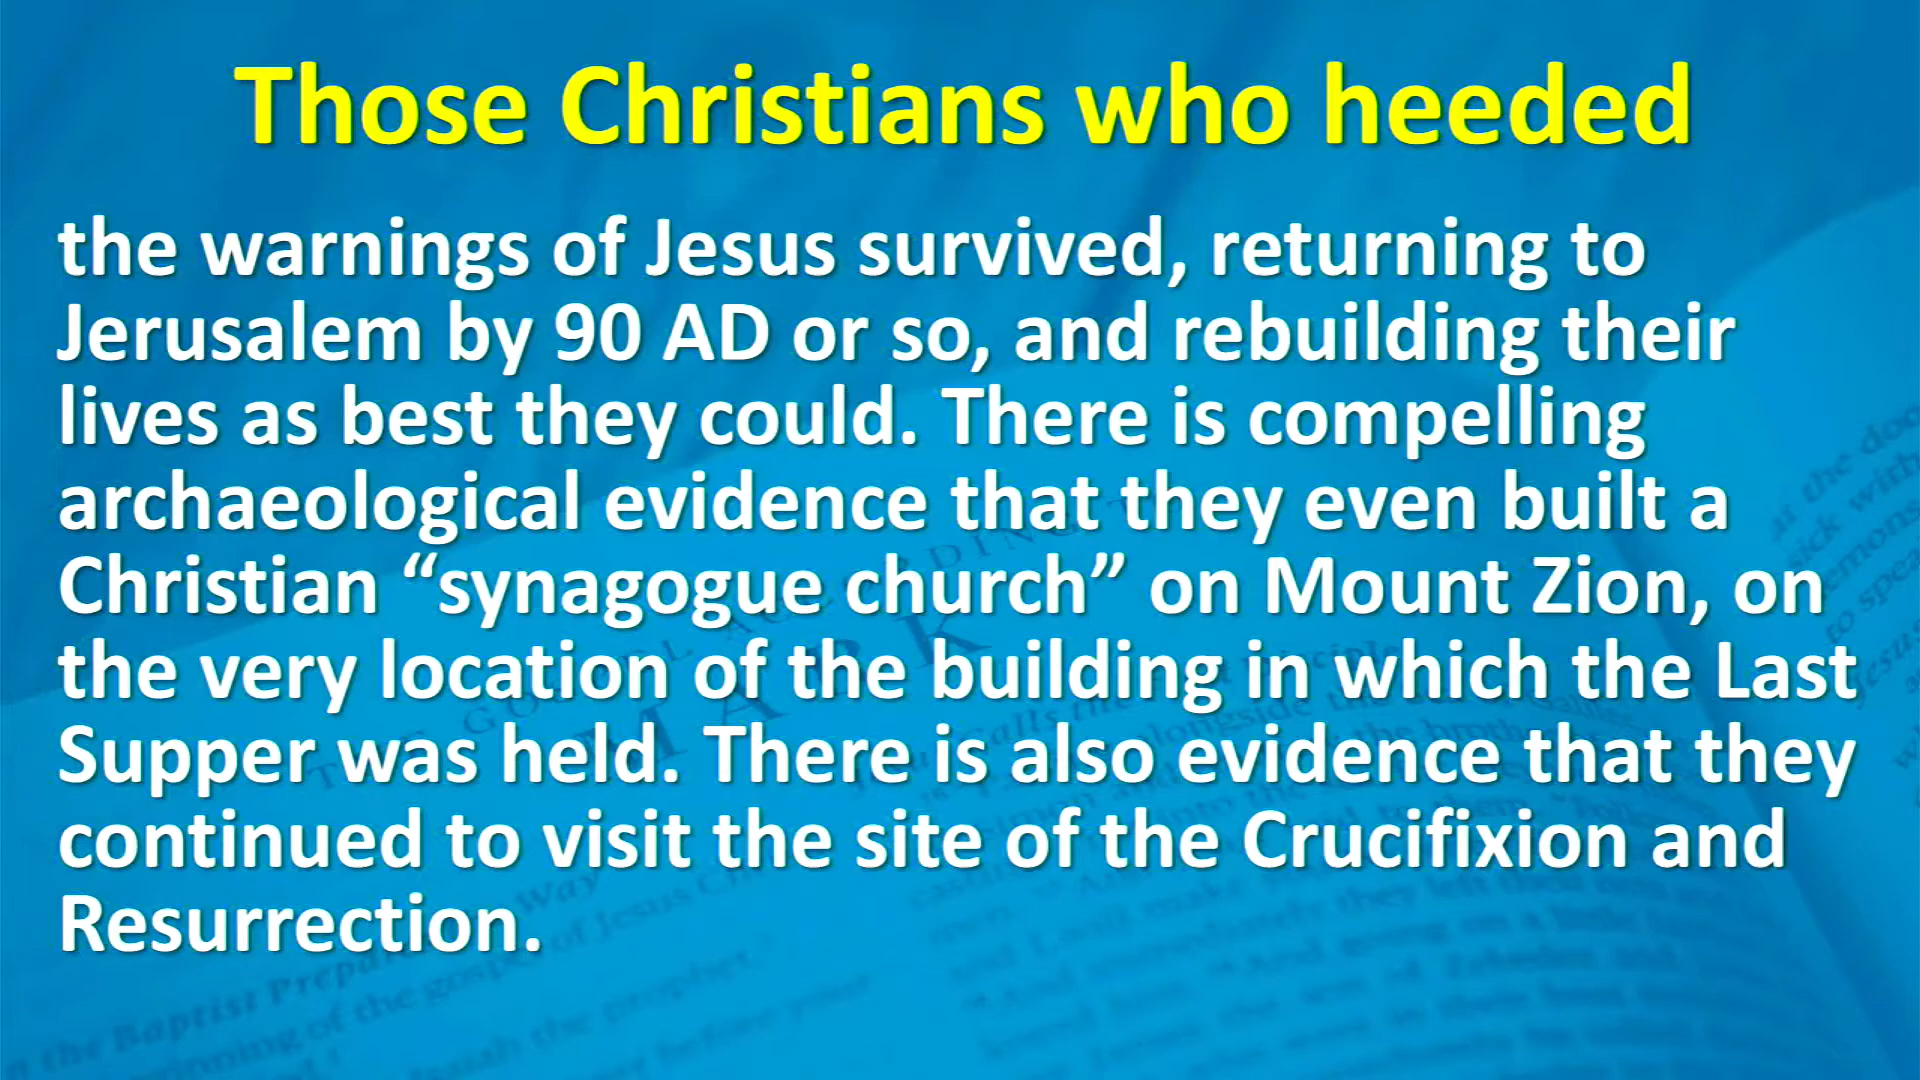 Those Christians who heeded
the warnings of Jesus survived, returning to
Jerusalem by 90 AD or so, and rebuilding their
lives as best they could. There is compelling
archaeological evidence that they even built a
Christian “synagogue church” on Mount Zion, on
the very location of the building in which the Last
Supper was held. There is also evidence that they
continued to visit the site of the Crucifixion and
Resurrection.
MARK